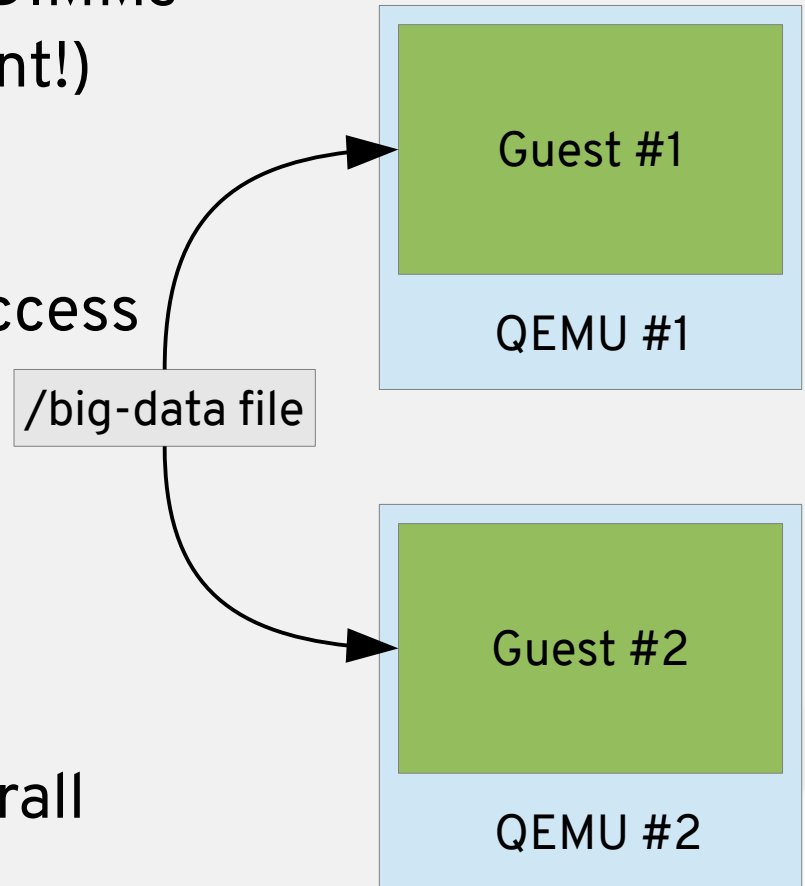 nt!)
Guest #1
ccess
QEMU #1
/big-data file
Guest #2
rall
QEMU #2